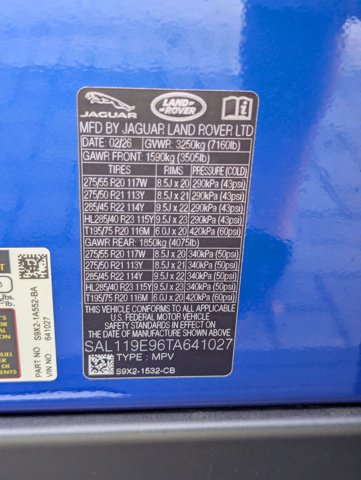 JAGUAR
LAND ROVER
MFD BY JAGUAR LAND ROVER LTD
DATE: 02/26 GVWR: 3250kg (7160lb)
GAWR FRONT: 1590kg (3505lb)
TIRES RIMS PRESSURE (COLD)
275/55 R20 117W 8.5J x 20 290kPa (43psi)
275/50 R21 113Y 8.5J x 21 290kPa (43psi)
285/45 R22 114Y 9.5J x 22 290kPa (43psi)
HL285/40 R23 115Y 9.5J x 23 290kPa (43psi)
T195/75 R20 116M 6.0J x 20 420kPa (60psi)
GAWR REAR: 1850kg (4075lb)
275/55 R20 117W 8.5J x 20 340kPa (50psi)
275/50 R21 113Y 8.5J x 21 340kPa (50psi)
285/45 R22 114Y 9.5J x 22 340kPa (50psi)
HL285/40 R23 115Y 9.5J x 23 340kPa (50psi)
T195/75 R20 116M 6.0J x 20 420kPa (60psi)
THIS VEHICLE CONFORMS TO ALL APPLICABLE
U.S. FEDERAL MOTOR VEHICLE SAFETY
STANDARDS IN EFFECT ON THE
DATE OF MANUFACTURE SHOWN ABOVE.
SAL119E96TA641027
TYPE : MPV
S9X2-1532-CB
PART NO S9X2-1A552-BA
VIN NO 641027